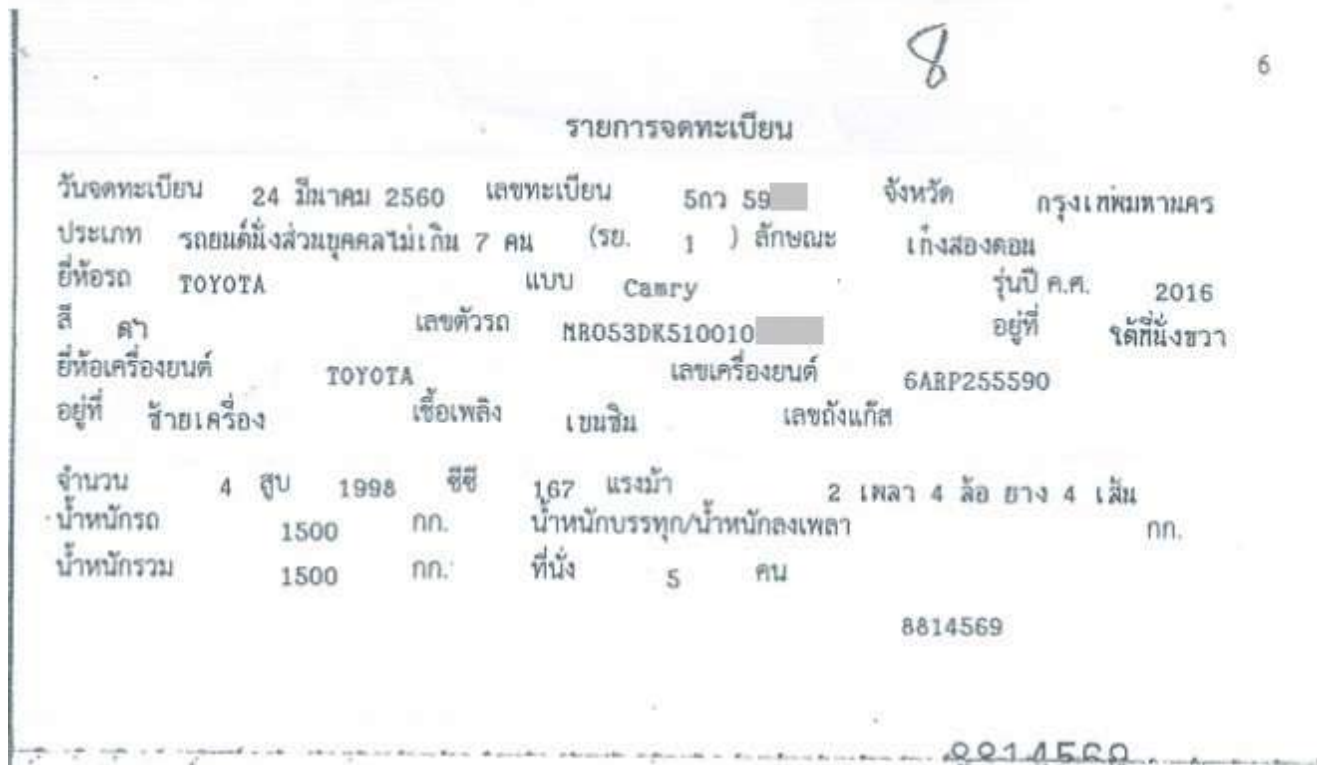 8
6
รายการจดทะเบียน
วันจดทะเบียน 24 มีนาคม 2560 เลขทะเบียน 5กว 59 จังหวัด กรุงเทพมหานคร
ประเภท รถยนต์นั่งส่วนบุคคลไม่เกิน 7 คน (รย. 1 ) ลักษณะ เก๋งสองตอน
ยี่ห้อรถ TOYOTA แบบ Camry รุ่นปี ค.ศ. 2016
สี ดำ เลขตัวรถ MR053DK510010 อยู่ที่ ใต้ที่นั่งขวา
ยี่ห้อเครื่องยนต์ TOYOTA เลขเครื่องยนต์ 6ARP255590
อยู่ที่ ซ้ายเครื่อง เชื้อเพลิง เบนซิน เลขถังแก๊ส
จำนวน 4 สูบ 1998 ซีซี 167 แรงม้า 2 เพลา 4 ล้อ ยาง 4 เส้น
น้ำหนักรถ 1500 กก. น้ำหนักบรรทุก/น้ำหนักลงเพลา กก.
น้ำหนักรวม 1500 กก. ที่นั่ง 5 คน
8814569
8814569